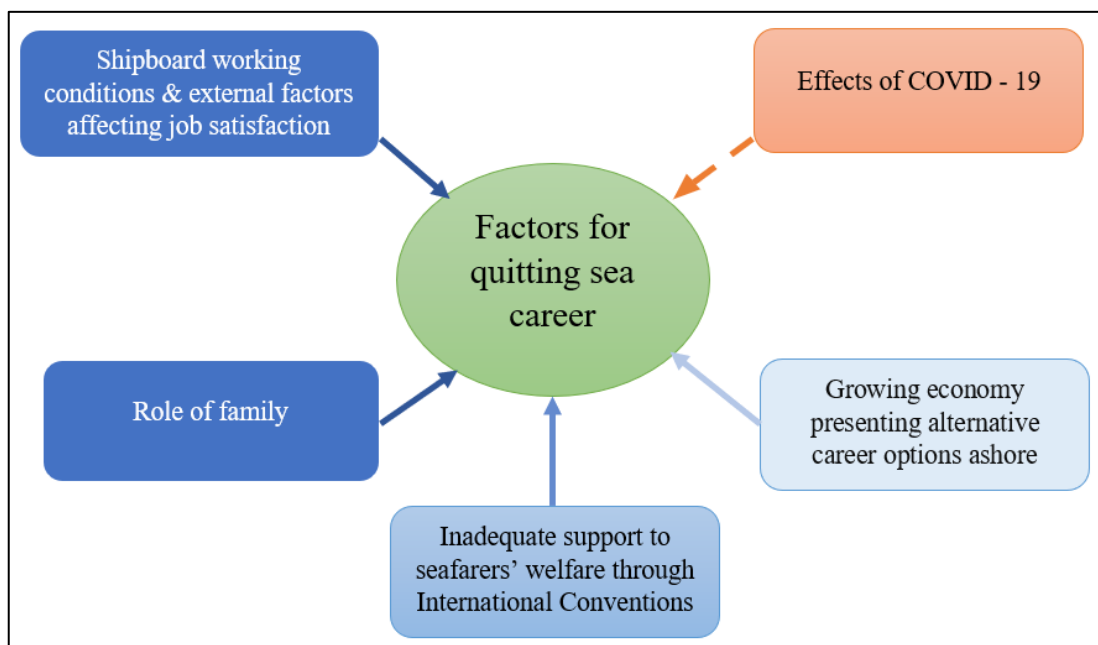 Shipboard working
conditions & external factors
affecting job satisfaction
Effects of COVID - 19
Factors for
quitting sea
career
Role of family
Growing economy
presenting alternative
career options ashore
Inadequate support to
seafarers’ welfare through
International Conventions